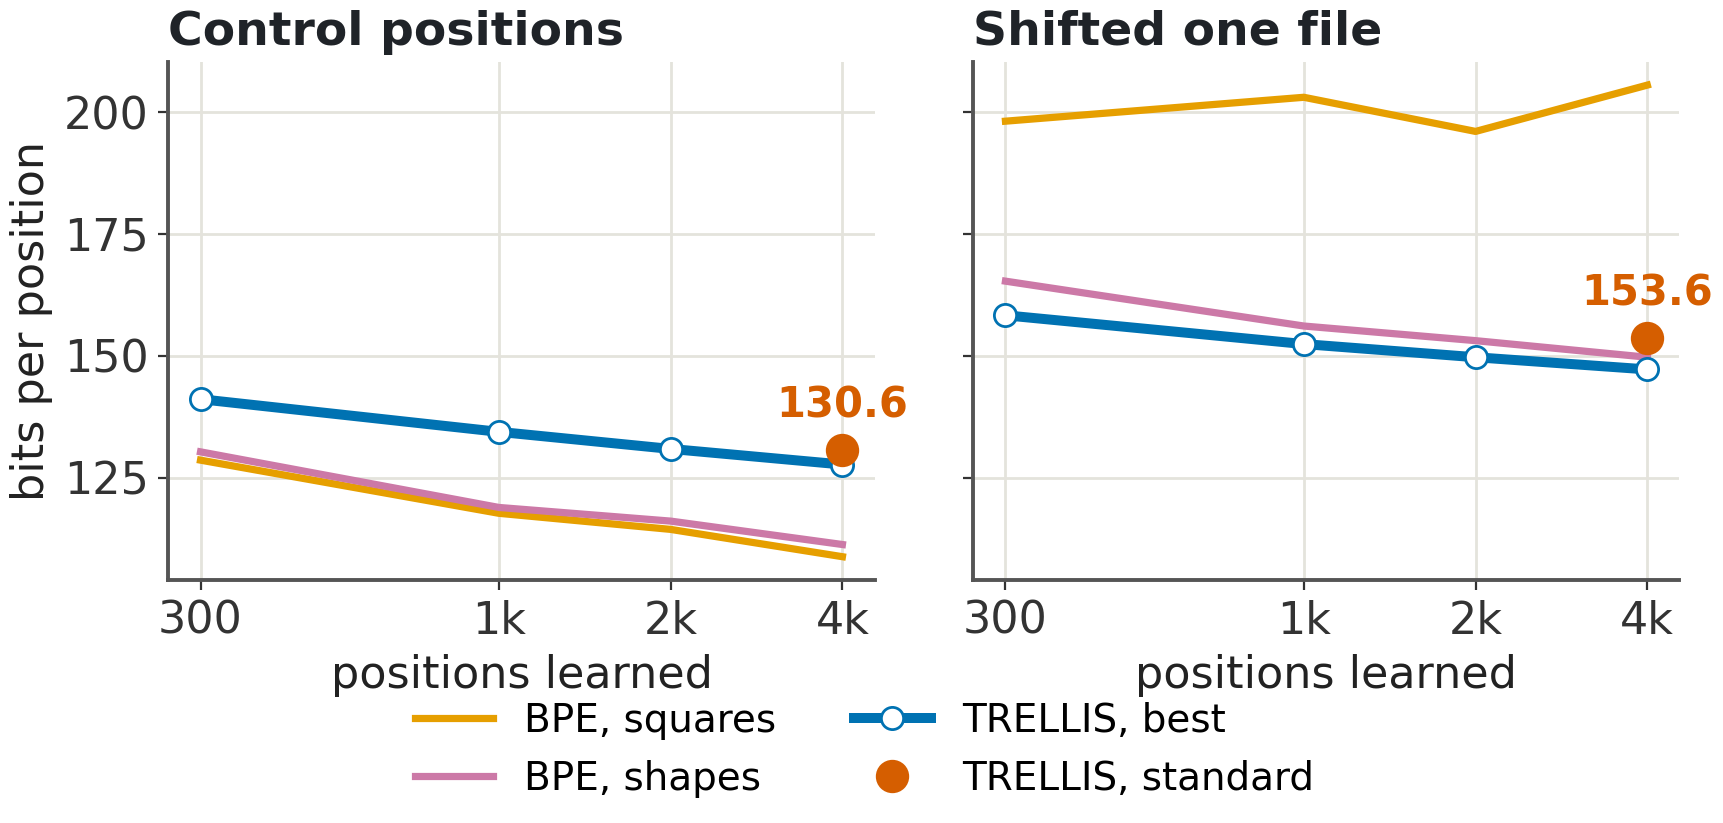 Control positions
Shifted one file
bits per position
200
175
150
125
130.6
153.6
300 1k 2k 4k
300 1k 2k 4k
positions learned
positions learned
BPE, squares
TRELLIS, best
BPE, shapes
TRELLIS, standard